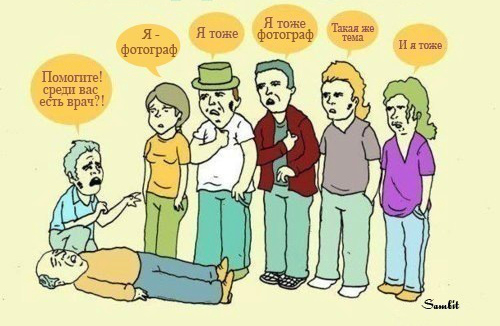 Помогите!
среди вас
есть врач?!
Я -
фотограф
Я тоже
Я тоже
фотограф
Такая же
тема
И я тоже
Sambit